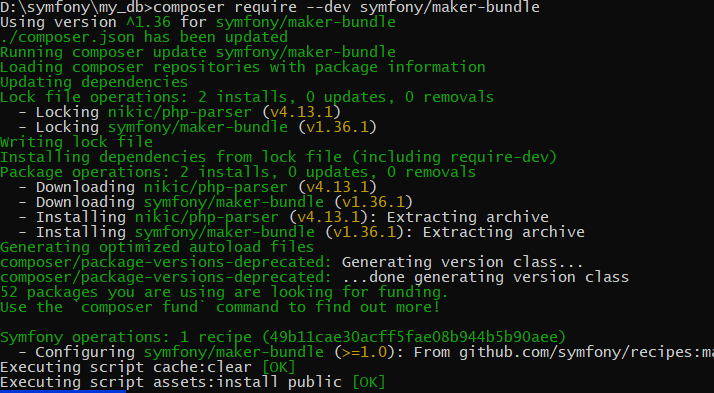 D:\symfony\my_db>composer require --dev symfony/maker-bundle
Using version ^1.36 for symfony/maker-bundle
./composer.json has been updated
Running composer update symfony/maker-bundle
Loading composer repositories with package information
Updating dependencies
Lock file operations: 2 installs, 0 updates, 0 removals
  - Locking nikic/php-parser (v4.13.1)
  - Locking symfony/maker-bundle (v1.36.1)
Writing lock file
Installing dependencies from lock file (including require-dev)
Package operations: 2 installs, 0 updates, 0 removals
  - Downloading nikic/php-parser (v4.13.1)
  - Downloading symfony/maker-bundle (v1.36.1)
  - Installing nikic/php-parser (v4.13.1): Extracting archive
  - Installing symfony/maker-bundle (v1.36.1): Extracting archive
Generating optimized autoload files
composer/package-versions-deprecated: Generating version class...
composer/package-versions-deprecated: ...done generating version class
52 packages you are using are looking for funding.
Use the `composer fund` command to find out more!

Symfony operations: 1 recipe (49b11cae30acff5fae08b944b5b90aee)
  - Configuring symfony/maker-bundle (>=1.0): From github.com/symfony/recipes:ma
Executing script cache:clear [OK]
Executing script assets:install public [OK]